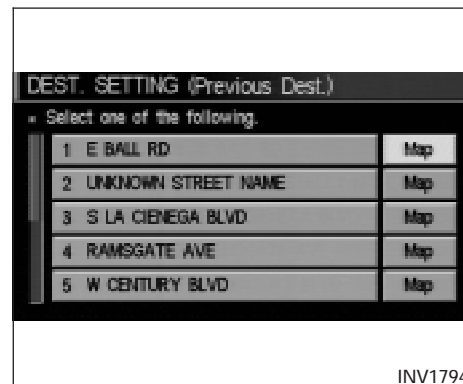 DEST. SETTING (Previous Dest.)
Select one of the following.
1 E BALL RD Map
2 UNKNOWN STREET NAME Map
3 S LA CIENEGA BLVD Map
4 RAMSGATE AVE Map
5 W CENTURY BLVD Map
INV1794